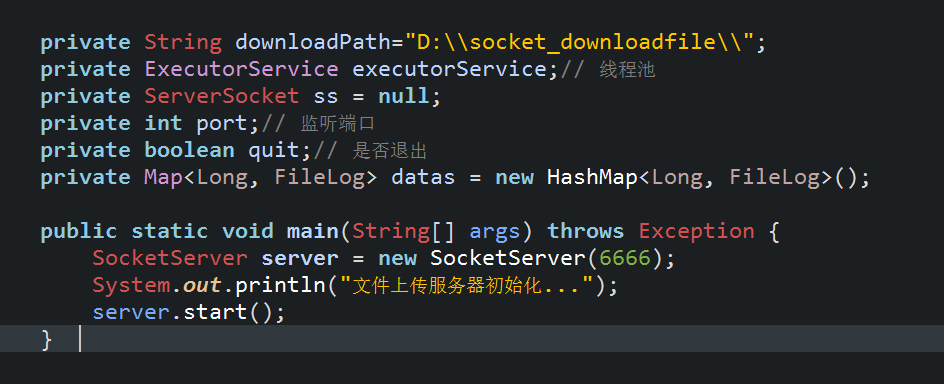 private String downloadPath="D:\\socket_downloadfile\\";
private ExecutorService executorService;// 线程池
private ServerSocket ss = null;
private int port;// 监听端口
private boolean quit;// 是否退出
private Map<Long, FileLog> datas = new HashMap<Long, FileLog>();
public static void main(String[] args) throws Exception {
SocketServer server = new SocketServer(6666);
System.out.println("文件上传服务器初始化...");
server.start();
}